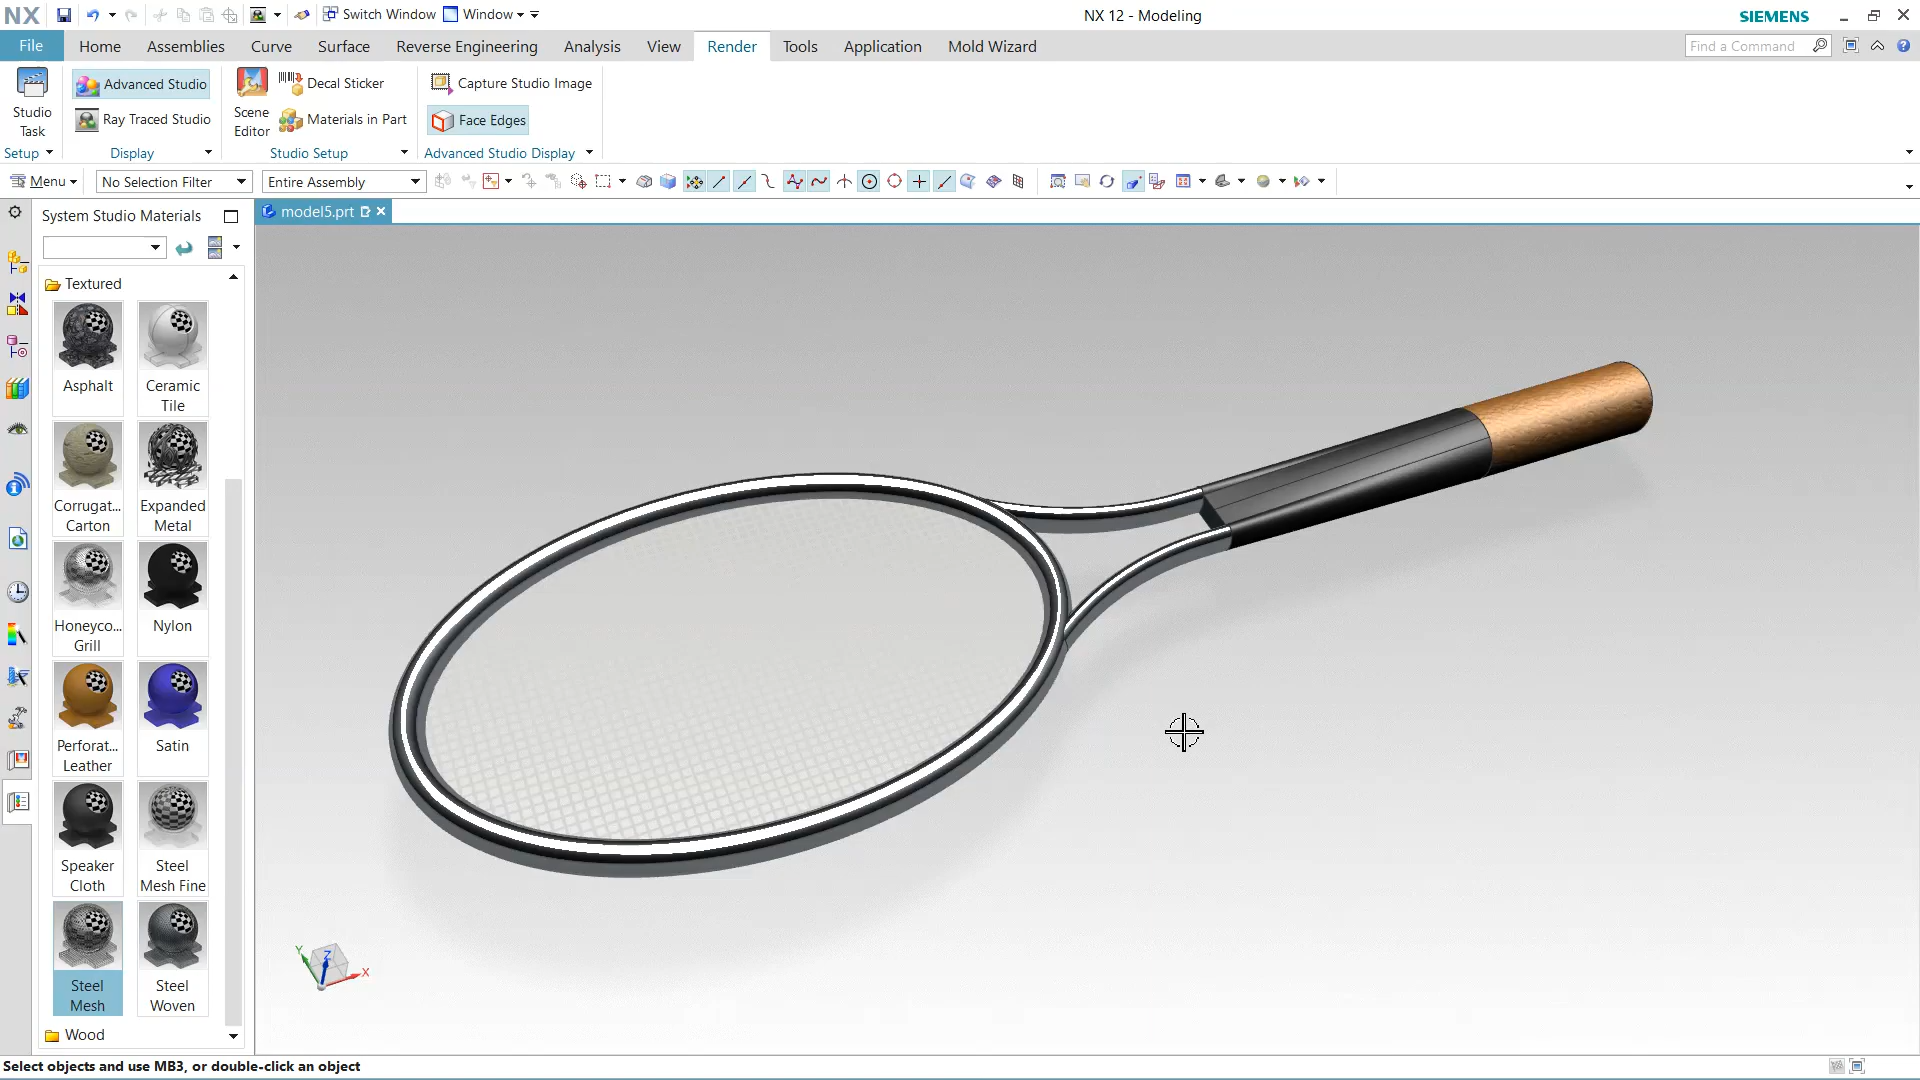 NX Switch Window Window NX 12 - Modeling SIEMENS
File Home Assemblies Curve Surface Reverse Engineering Analysis View Render Tools Application Mold Wizard Find a Command
Advanced Studio Decal Sticker Capture Studio Image
Studio Task
Ray Traced Studio
Scene Editor
Materials in Part Face Edges
Setup Display Studio Setup Advanced Studio Display
Menu No Selection Filter Entire Assembly
System Studio Materials model5.prt
Textured
Asphalt Ceramic
Tile
Corrugat... Expanded
Carton Metal
Honeyco... Nylon
Grill
Perforat... Satin
Leather
Speaker Steel
Cloth Mesh Fine
Steel Steel
Mesh Woven
Wood
Y Z X
Select objects and use MB3, or double-click an object